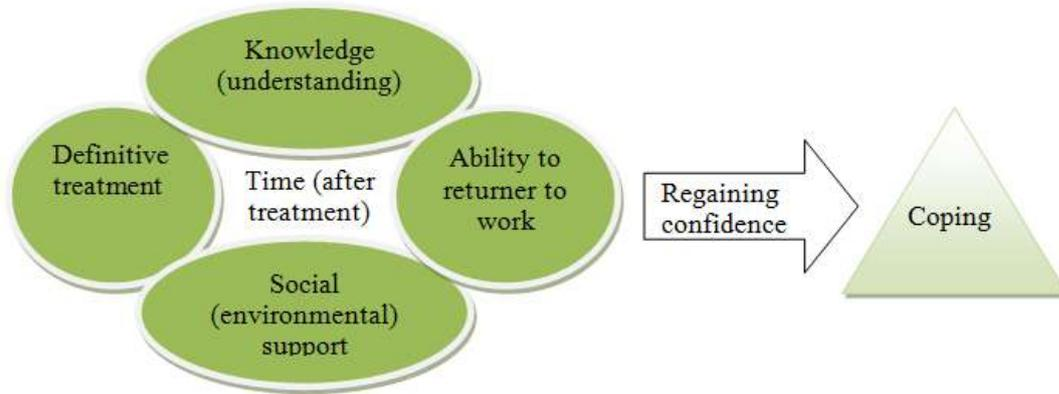 Knowledge
(understanding)
Definitive
treatment
Time (after
treatment)
Ability to
returner to
work
Social
(environmental)
support
Regaining
confidence
Coping